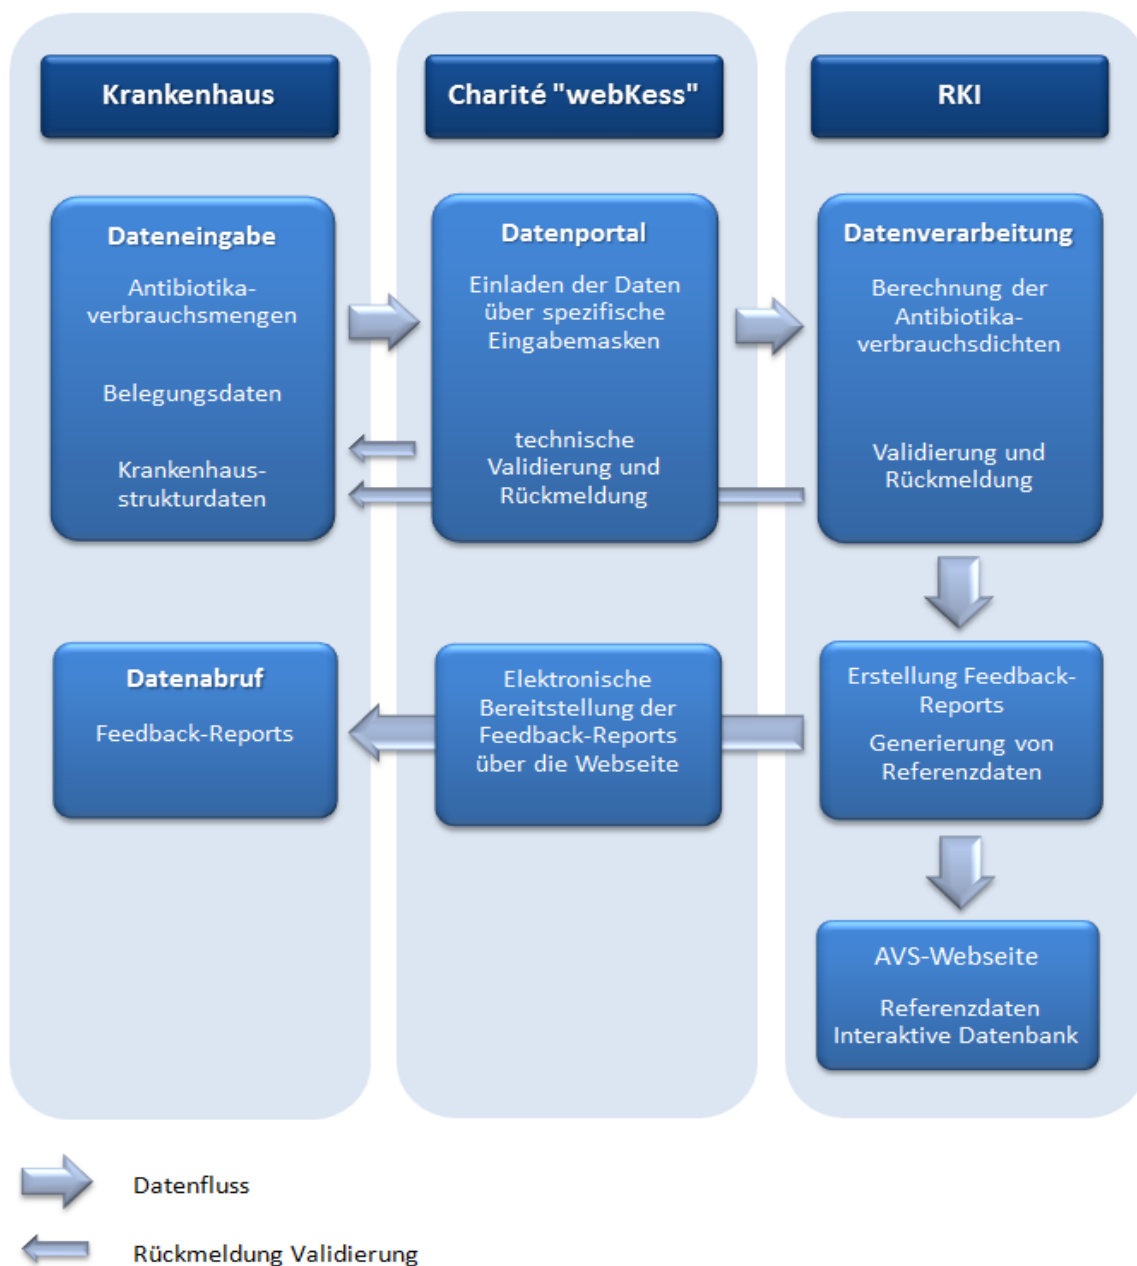 Krankenhaus
Charité "webKess"
RKI
Dateneingabe
Antibiotika-
verbrauchsmengen
Belegungsdaten
Krankenhaus-
strukturdaten
Datenportal
Einladen der Daten
über spezifische
Eingabemasken
technische
Validierung und
Rückmeldung
Datenverarbeitung
Berechnung der
Antibiotika-
verbrauchsdichten
Validierung und
Rückmeldung
Datenabruf
Feedback-Reports
Elektronische
Bereitstellung der
Feedback-Reports
über die Webseite
Erstellung Feedback-
Reports
Generierung von
Referenzdaten
AVS-Webseite
Referenzdaten
Interaktive Datenbank
Datenfluss
Rückmeldung Validierung